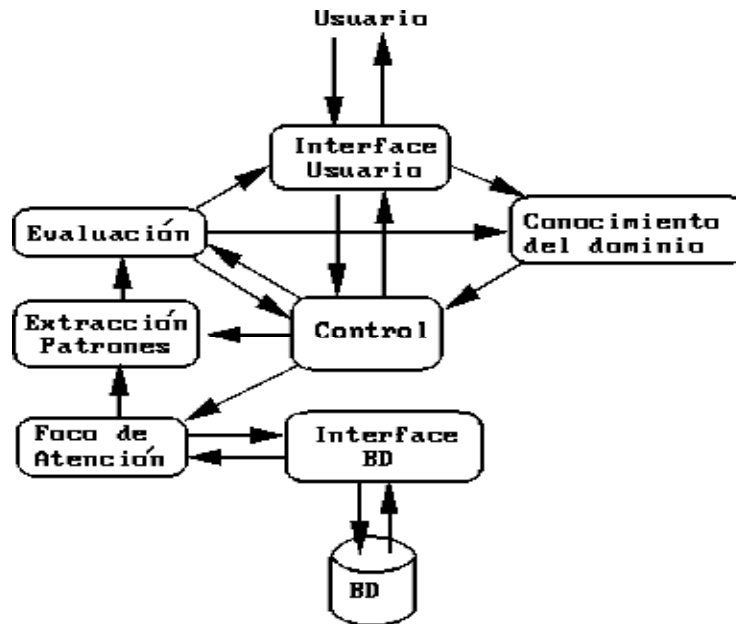 Usuario
Interface
Usuario
Evaluación
Conocimiento
del dominio
Extracción
Patrones
Control
Foco de
Atención
Interface
BD
BD